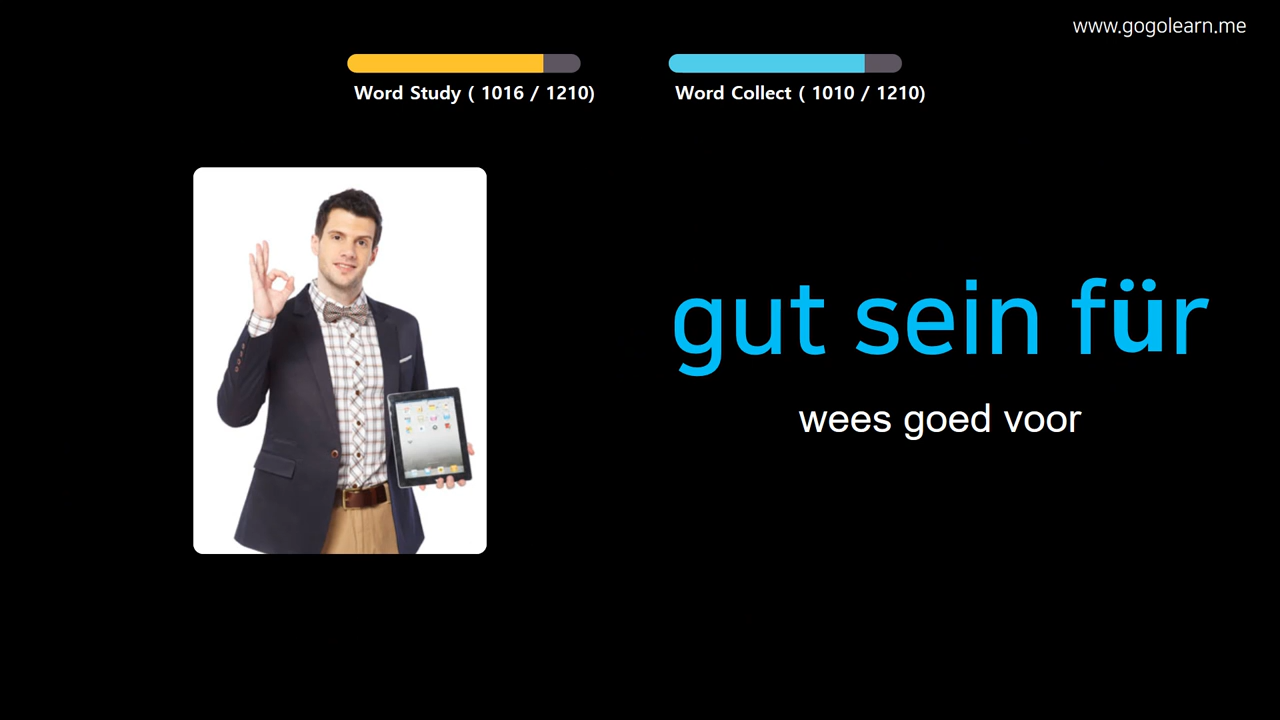 www.gogolearn.me
Word Study ( 1016 / 1210)
Word Collect ( 1010 / 1210)
gut sein für
wees goed voor